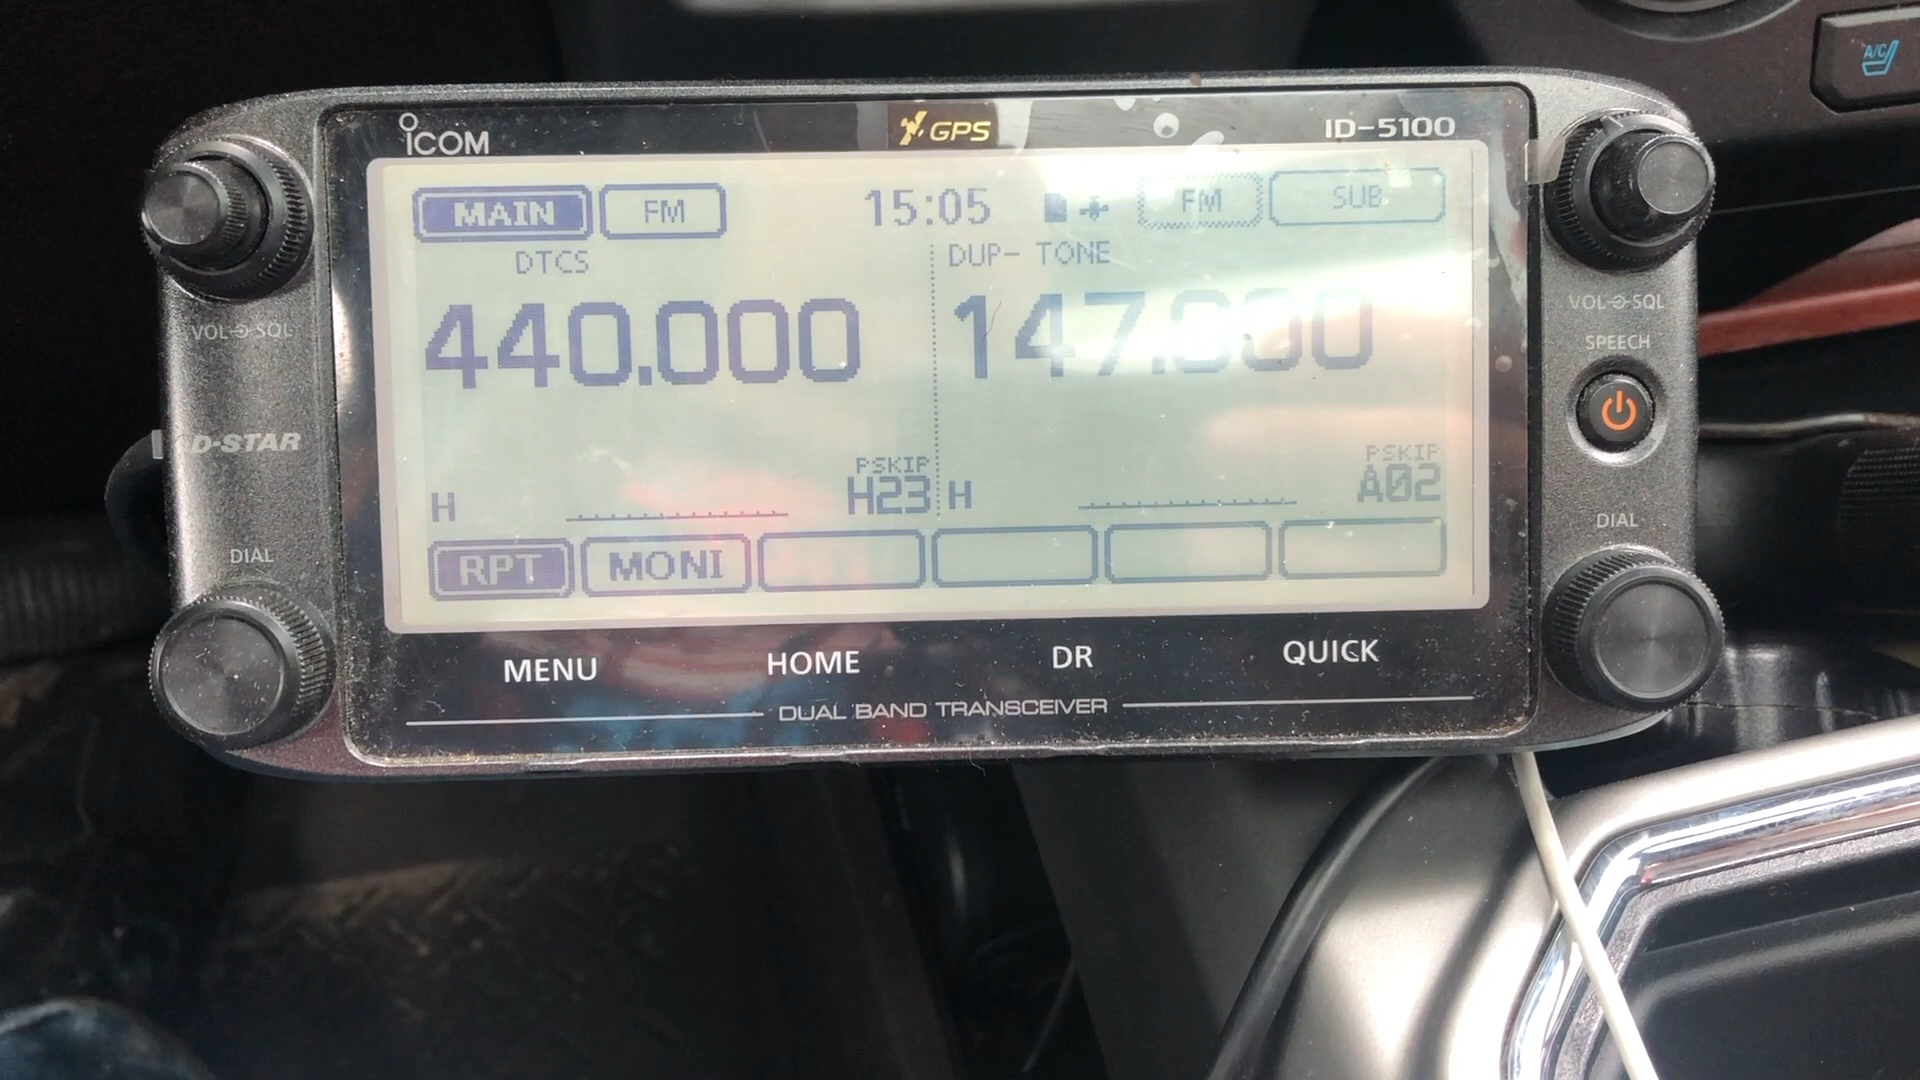 ICOM GPS ID-5100
MAIN FM 15:05 FM SUB
DTCS DUP- TONE
440.000
VOL SQL VOL SQL
SPEECH
D-STAR
PSKIP PSKIP
H H23 H A02
DIAL DIAL
RPT MONI
MENU HOME DR QUICK
DUAL BAND TRANSCEIVER
A/C